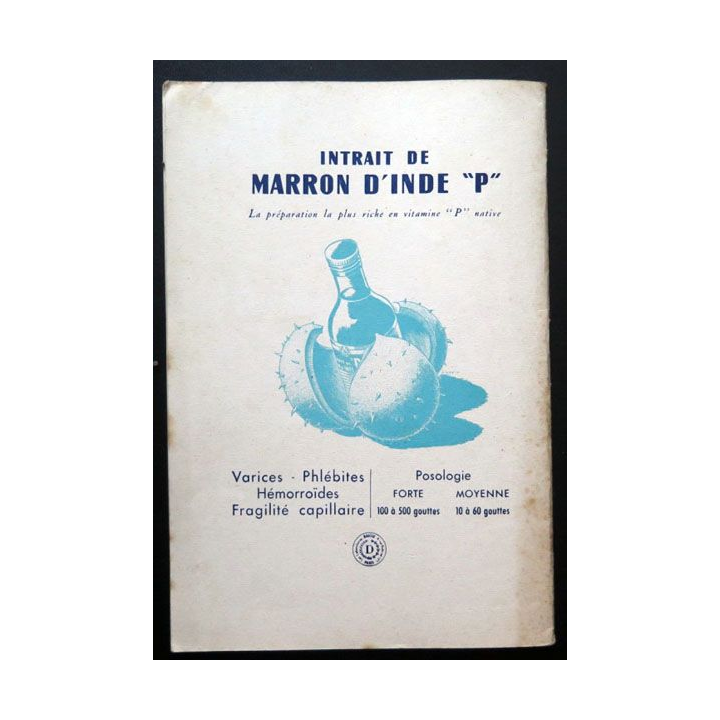 INTRAIT DE
MARRON D'INDE "P"
La préparation la plus riche en vitamine "P" native
Varices - Phlébites
Hémorroïdes
Fragilité capillaire
Posologie
FORTE MOYENNE
100 à 500 gouttes 10 à 60 gouttes
D
PARIS